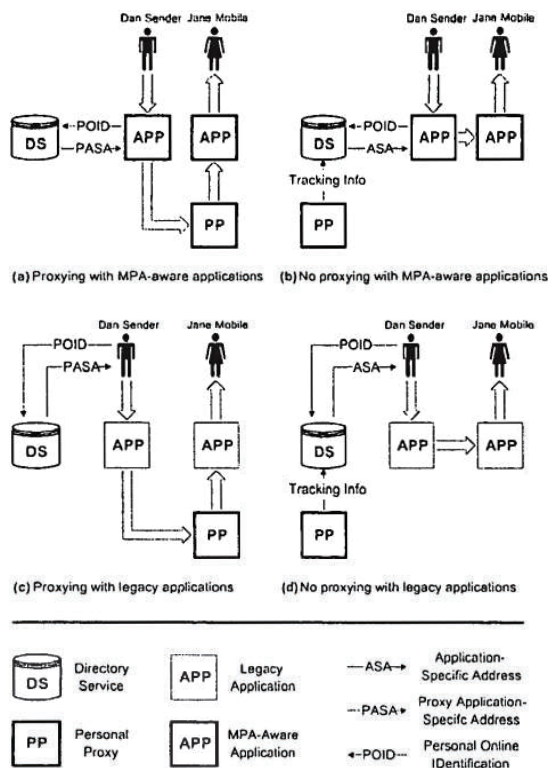 Dan Sender Jane Mobile
POID
DS APP APP
PASA
PP
(a) Proxying with MPA-aware applications
Dan Sender Jane Mobile
POID
DS APP APP
ASA
Tracking Info
PP
(b) No proxying with MPA-aware applications
Dan Sender Jane Mobile
POID
PASA
DS APP APP
PP
(c) Proxying with legacy applications
Dan Sender Jane Mobile
POID
ASA
DS APP APP
Tracking Info
PP
(d) No proxying with legacy applications
DS
Directory
Service
APP
Legacy
Application
ASA
Application-
Specific Address
PP
Personal
Proxy
APP
MPA-Aware
Application
PASA
Proxy Application-
Specifc Address
POID
Personal Online
IDentification